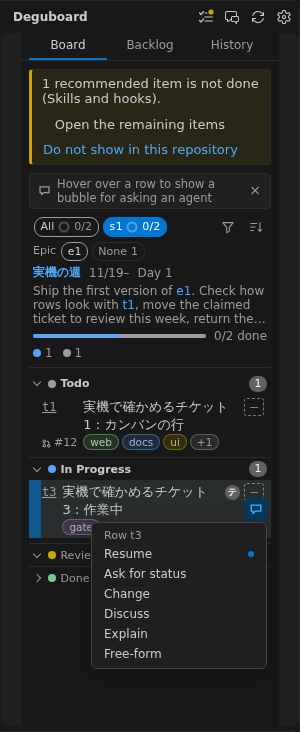 Deguboard
Board Backlog History
1 recommended item is not done
(Skills and hooks).
Open the remaining items
Do not show in this repository
Hover over a row to show a
bubble for asking an agent
All 0/2 s1 0/2
Epic e1 None 1
実機の週 11/19– Day 1
Ship the first version of e1. Check how
rows look with t1, move the claimed
ticket to review this week, return the…
0/2 done
1 1
Todo 1
t1 実機で確かめるチケット
1：カンバンの行
#12 web docs ui +1
In Progress 1
t3 実機で確かめるチケット テ
3：作業中
gate
Row t3
Revie
Resume
Done
Ask for status
Change
Discuss
Explain
Free-form